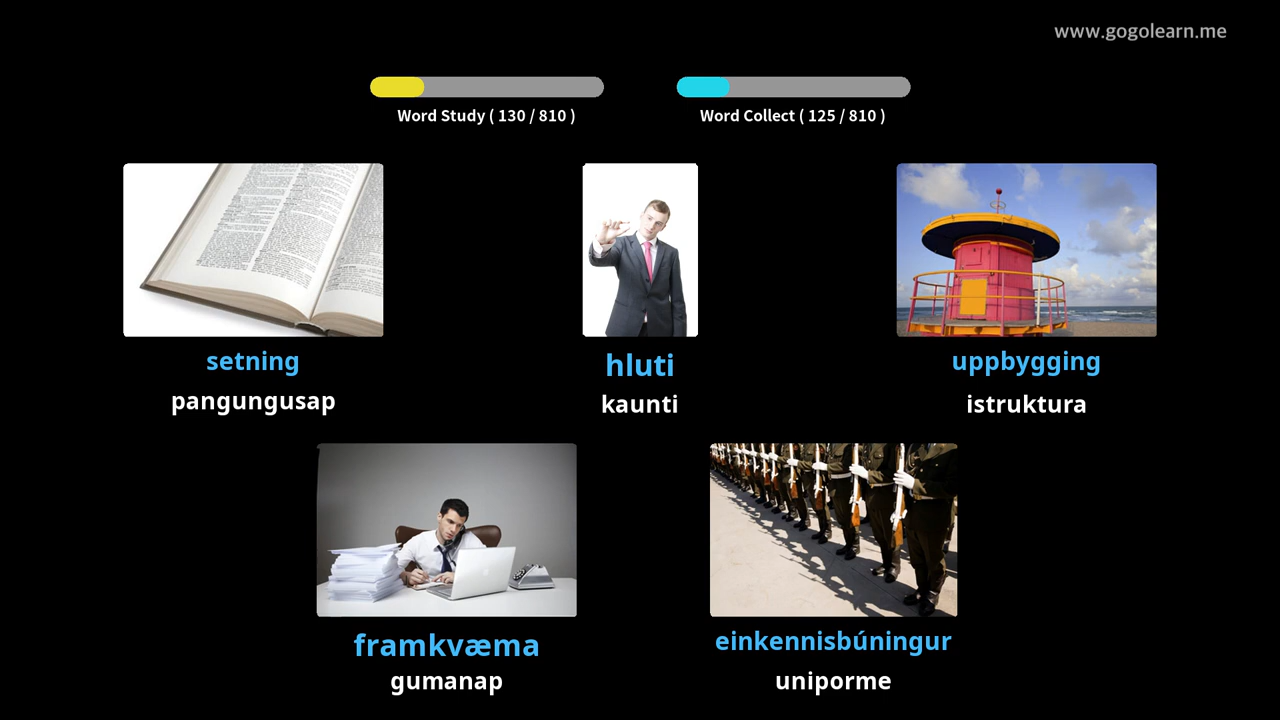 www.gogolearn.me
Word Study ( 130 / 810 )
Word Collect ( 125 / 810 )
setning
pangungusap
hluti
kaunti
uppbygging
istruktura
framkvæma
gumanap
einkennisbúningur
uniporme